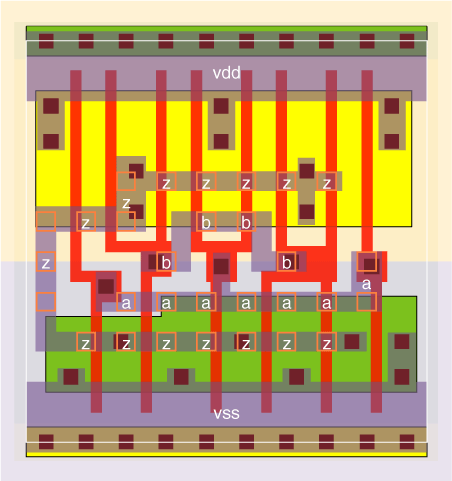 vdd
z z z z z
z
z b b
z b b
a
a a a a a a
z z z z z z z
vss